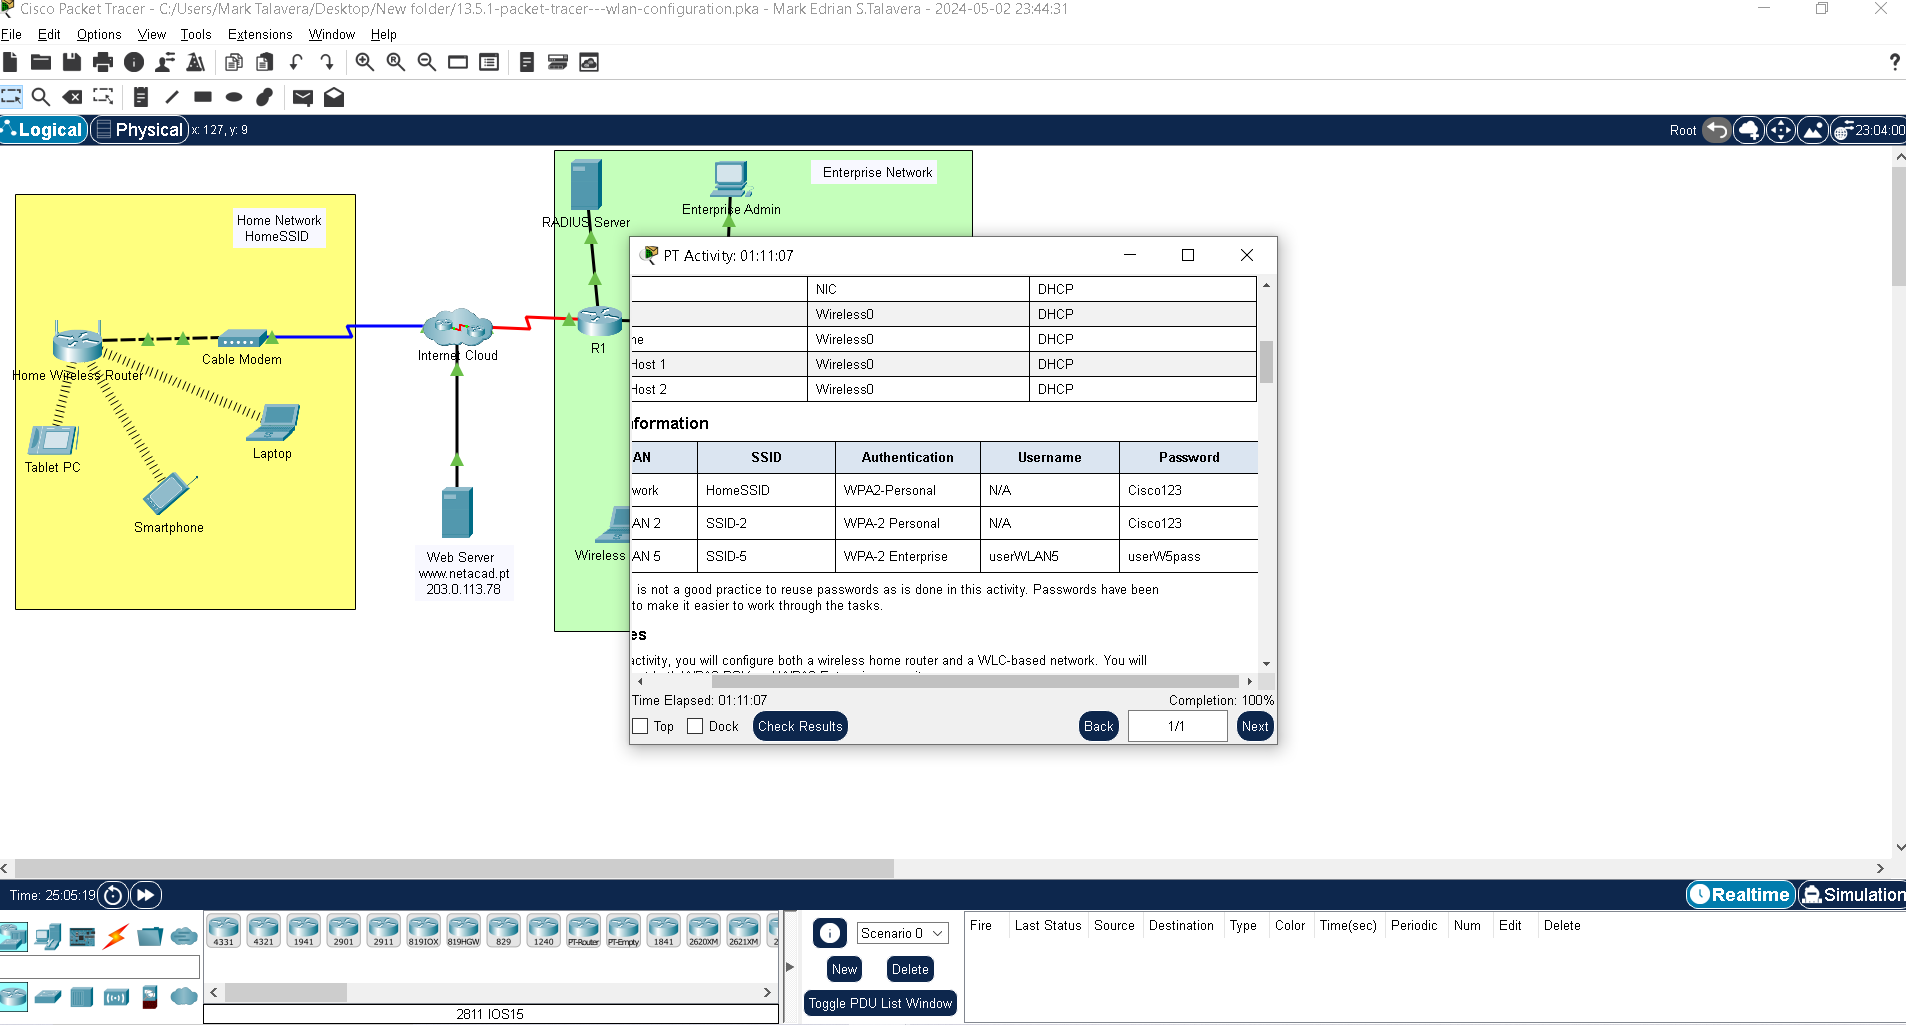 Cisco Packet Tracer - C:/Users/Mark Talavera/Desktop/New folder/13.5.1-packet-tracer---wlan-configuration.pka - Mark Edrian S.Talavera - 2024-05-02 23:44:31
File Edit Options View Tools Extensions Window Help
?
Logical Physical x: 127, y: 9 Root 23:04:00
Home Network
HomeSSID
Home Wireless Router
Cable Modem
Tablet PC
Laptop
Smartphone
Internet Cloud
Web Server
www.netacad.pt
203.0.113.78
Enterprise Network
RADIUS Server
Enterprise Admin
R1
Wireless
PT Activity: 01:11:07
NIC DHCP
Wireless0 DHCP
ne Wireless0 DHCP
Host 1 Wireless0 DHCP
Host 2 Wireless0 DHCP
nformation
AN SSID Authentication Username Password
work HomeSSID WPA2-Personal N/A Cisco123
AN 2 SSID-2 WPA-2 Personal N/A Cisco123
AN 5 SSID-5 WPA-2 Enterprise userWLAN5 userW5pass
is not a good practice to reuse passwords as is done in this activity. Passwords have been
to make it easier to work through the tasks.
es
activity, you will configure both a wireless home router and a WLC-based network. You will
Time Elapsed: 01:11:07 Completion: 100%
Top Dock Check Results Back 1/1 Next
Time: 25:05:19 Realtime Simulation
4331 4321 1941 2901 2911 819IOX 819HGW 829 1240 PT-Router PT-Empty 1841 2620XM 2621XM 2
2811 IOS15
Scenario 0
New Delete
Toggle PDU List Window
Fire Last Status Source Destination Type Color Time(sec) Periodic Num Edit Delete